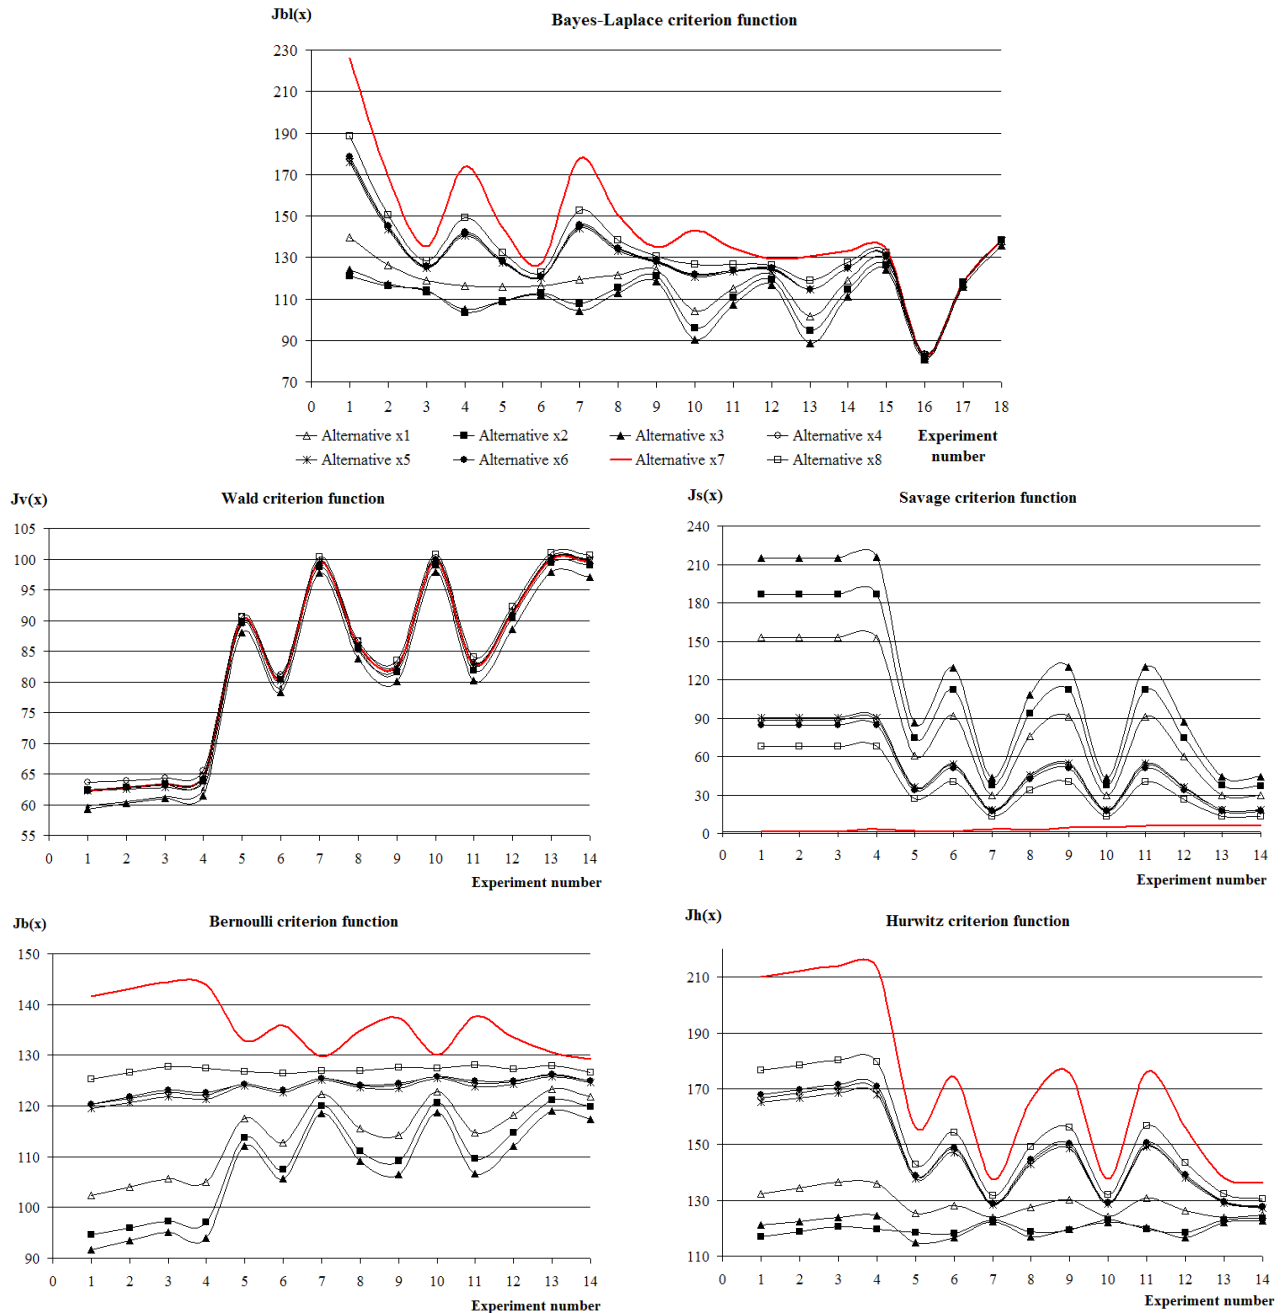 Jbl(x)
Bayes-Laplace criterion function
230
210
190
170
150
130
110
90
70
0 1 2 3 4 5 6 7 8 9 10 11 12 13 14 15 16 17 18
Alternative x1 Alternative x2 Alternative x3 Alternative x4 Experiment
Alternative x5 Alternative x6 Alternative x7 Alternative x8 number
Jv(x)
Wald criterion function
105
100
95
90
85
80
75
70
65
60
55
0 1 2 3 4 5 6 7 8 9 10 11 12 13 14
Experiment number
Js(x)
Savage criterion function
240
210
180
150
120
90
60
30
0
0 1 2 3 4 5 6 7 8 9 10 11 12 13 14
Experiment number
Jb(x)
Bernoulli criterion function
150
140
130
120
110
100
90
0 1 2 3 4 5 6 7 8 9 10 11 12 13 14
Experiment number
Jh(x)
Hurwitz criterion function
210
190
170
150
130
110
0 1 2 3 4 5 6 7 8 9 10 11 12 13 14
Experiment number